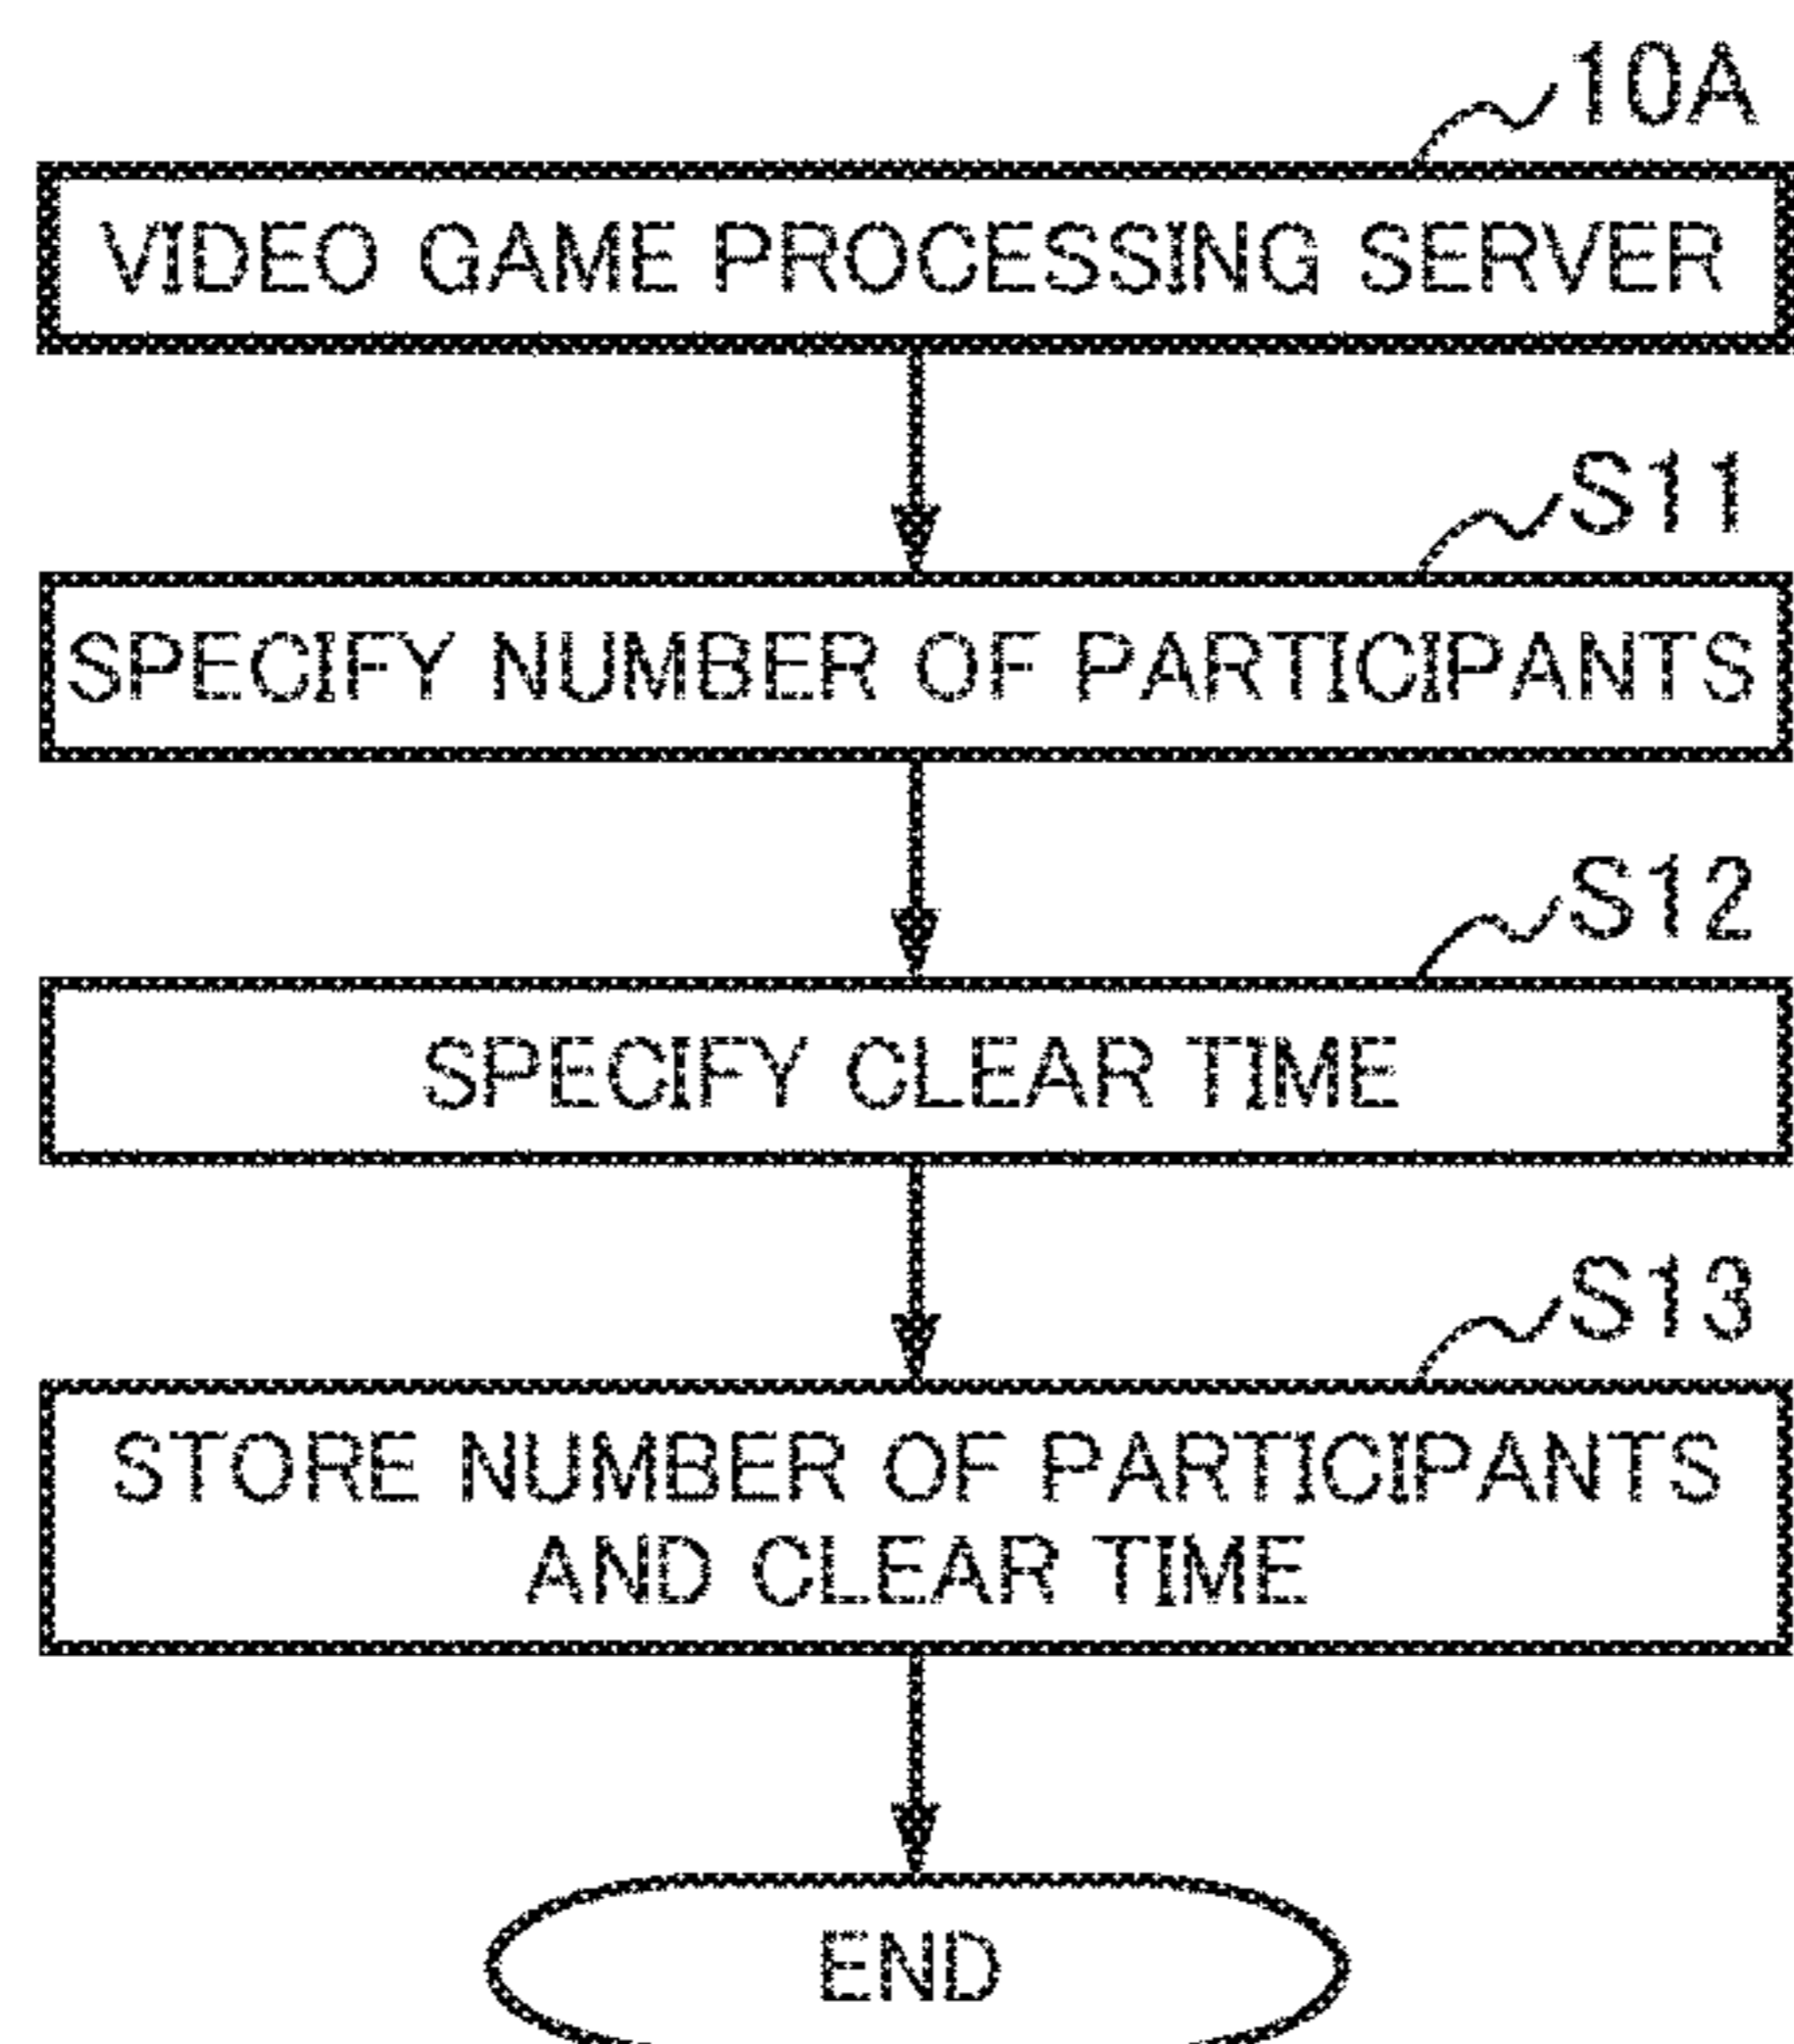 10A
VIDEO GAME PROCESSING SERVER
S11
SPECIFY NUMBER OF PARTICIPANTS
S12
SPECIFY CLEAR TIME
S13
STORE NUMBER OF PARTICIPANTS
AND CLEAR TIME
END